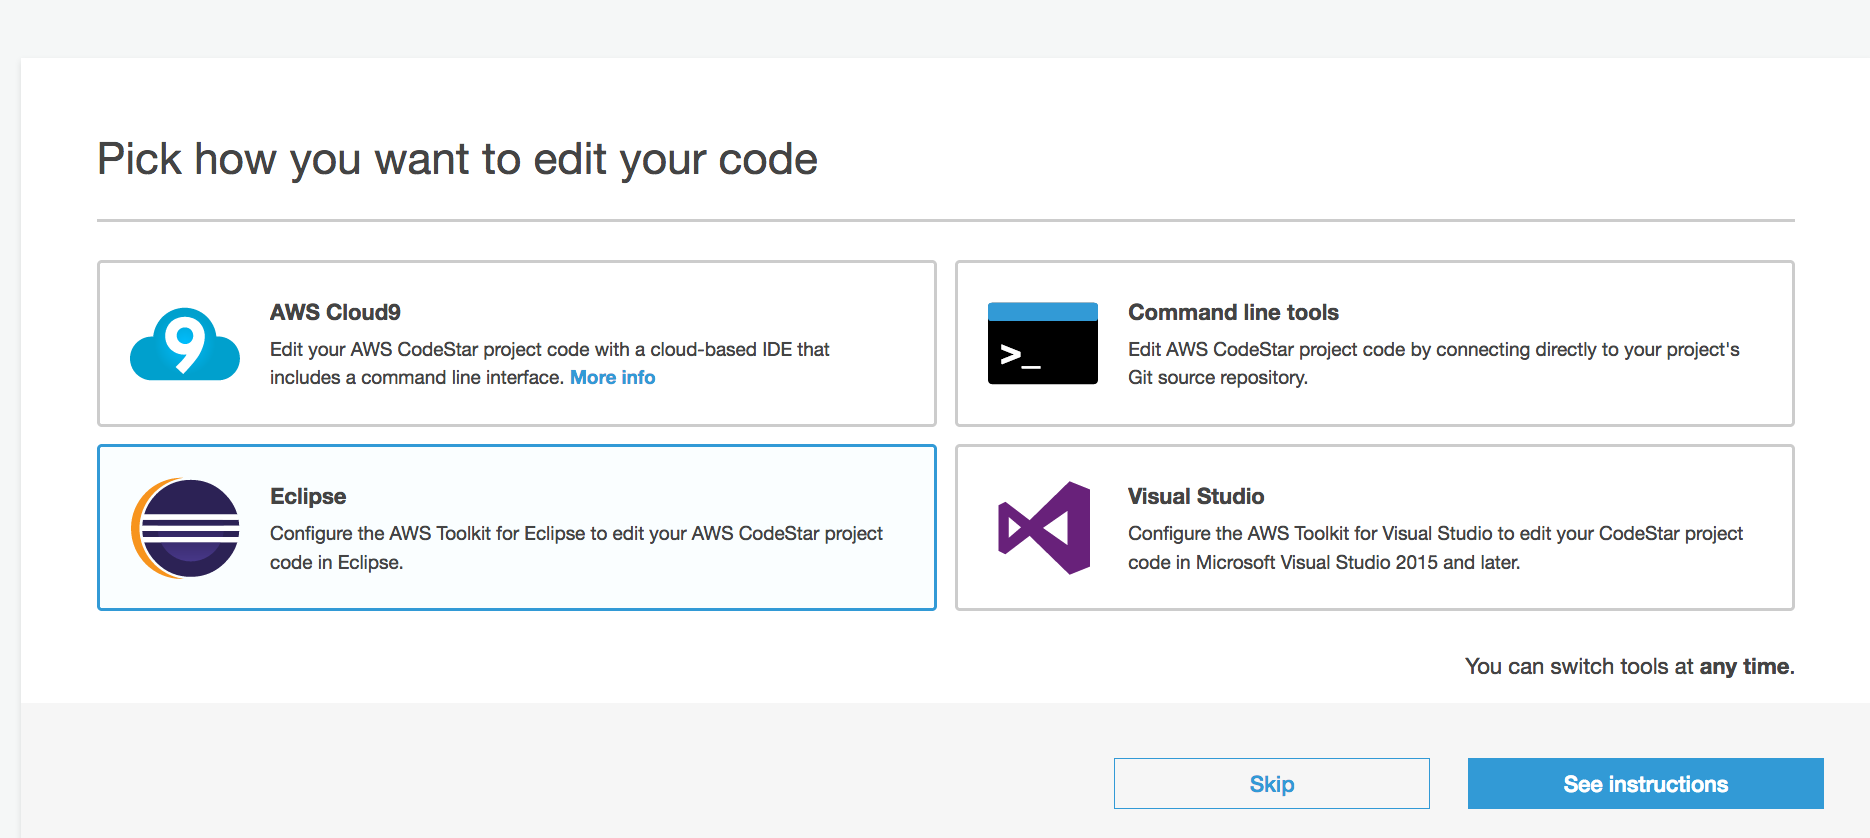 Pick how you want to edit your code
9
AWS Cloud9
Edit your AWS CodeStar project code with a cloud-based IDE that
includes a command line interface. More info
>_
Command line tools
Edit AWS CodeStar project code by connecting directly to your project's
Git source repository.
Eclipse
Configure the AWS Toolkit for Eclipse to edit your AWS CodeStar project
code in Eclipse.
Visual Studio
Configure the AWS Toolkit for Visual Studio to edit your CodeStar project
code in Microsoft Visual Studio 2015 and later.
You can switch tools at any time.
Skip
See instructions